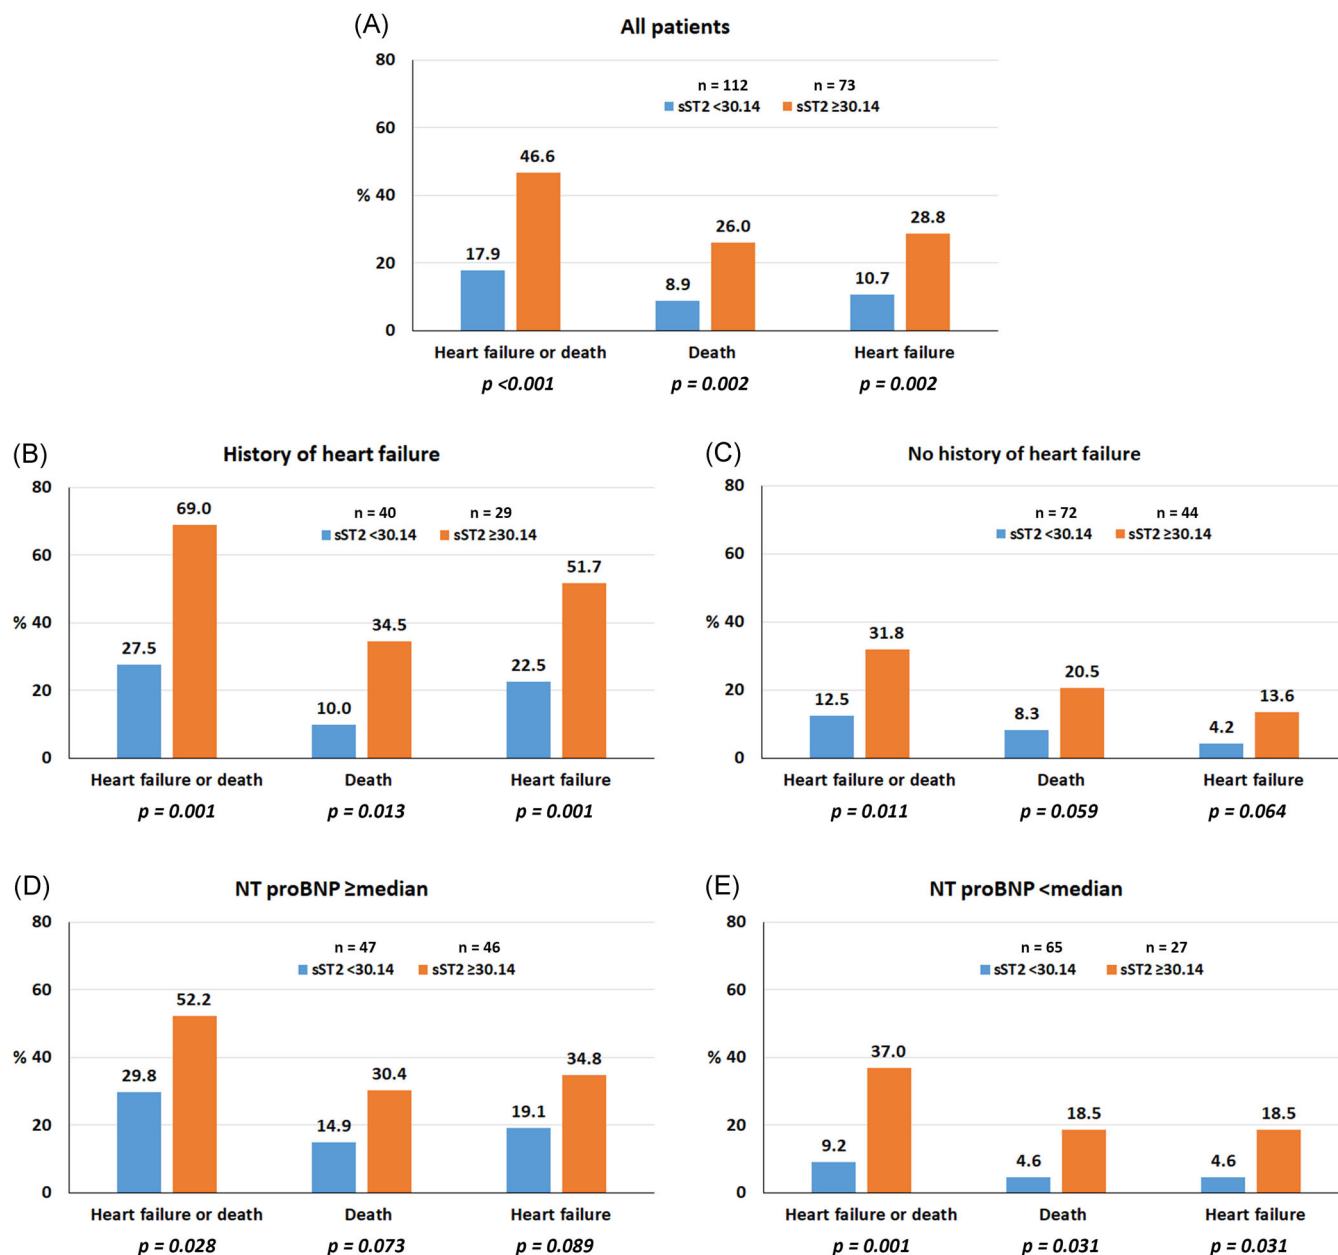 (A)
All patients
80
n = 112 n = 73
sST2 <30.14 sST2 ≥30.14
60
46.6
% 40
28.8
26.0
20
17.9
10.7
8.9
0
Heart failure or death Death Heart failure
p <0.001 p = 0.002 p = 0.002
(B)
History of heart failure
80
69.0
n = 40 n = 29
sST2 <30.14 sST2 ≥30.14
60
51.7
% 40
34.5
27.5
22.5
20
10.0
0
Heart failure or death Death Heart failure
p = 0.001 p = 0.013 p = 0.001
(C)
No history of heart failure
80
n = 72 n = 44
sST2 <30.14 sST2 ≥30.14
60
% 40
31.8
20.5
20
12.5
13.6
8.3
4.2
0
Heart failure or death Death Heart failure
p = 0.011 p = 0.059 p = 0.064
(D)
NT proBNP ≥median
80
n = 47 n = 46
sST2 <30.14 sST2 ≥30.14
60
52.2
% 40
34.8
30.4
29.8
20
19.1
14.9
0
Heart failure or death Death Heart failure
p = 0.028 p = 0.073 p = 0.089
(E)
NT proBNP <median
80
n = 65 n = 27
sST2 <30.14 sST2 ≥30.14
60
% 40
37.0
20
18.5 18.5
9.2
4.6 4.6
0
Heart failure or death Death Heart failure
p = 0.001 p = 0.031 p = 0.031